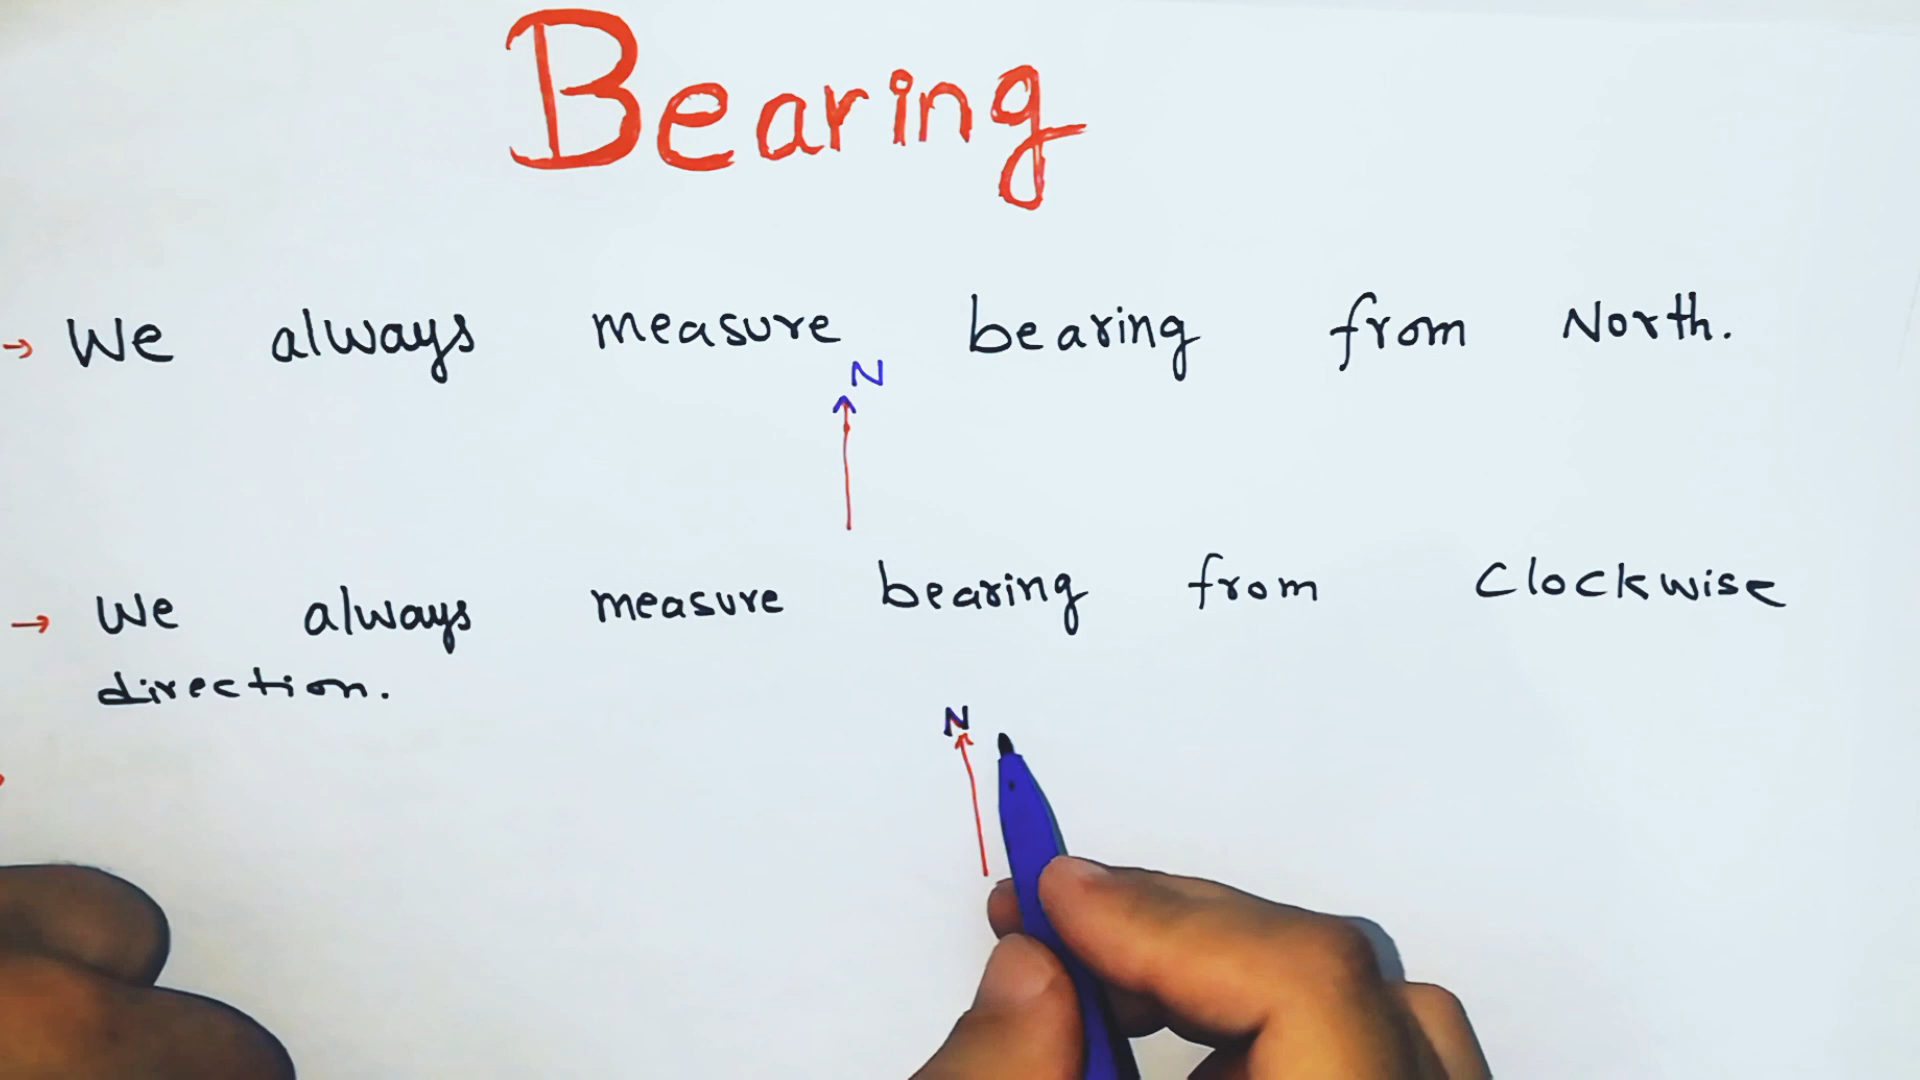 Bearing
→ We always measure bearing from North.
N
→ We always measure bearing from Clockwise
direction.
N